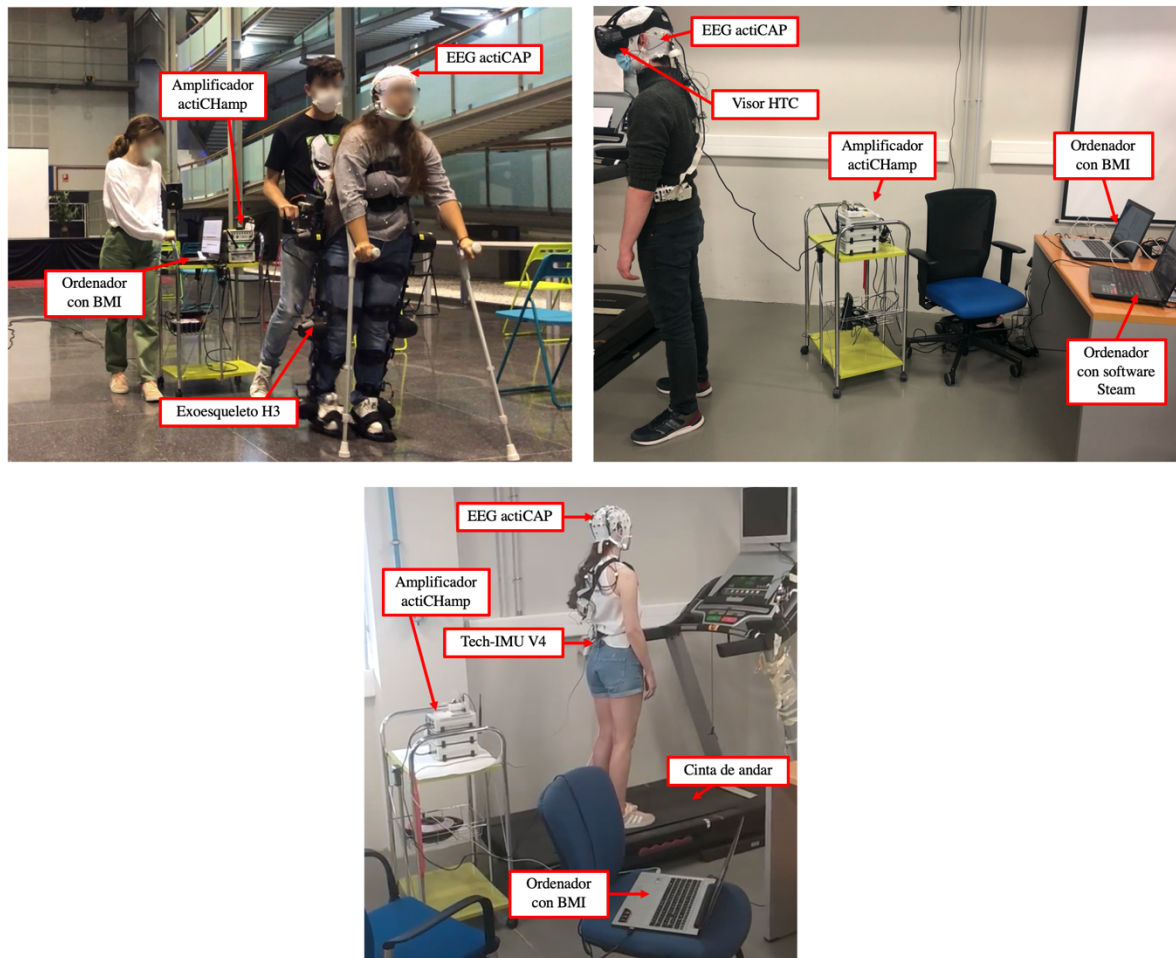 EEG actiCAP
Amplificador
actiCHamp
Ordenador
con BMI
Exoesqueleto H3
EEG actiCAP
Visor HTC
Amplificador
actiCHamp
Ordenador
con BMI
Ordenador
con software
Steam
EEG actiCAP
Amplificador
actiCHamp
Tech-IMU V4
Cinta de andar
Ordenador
con BMI